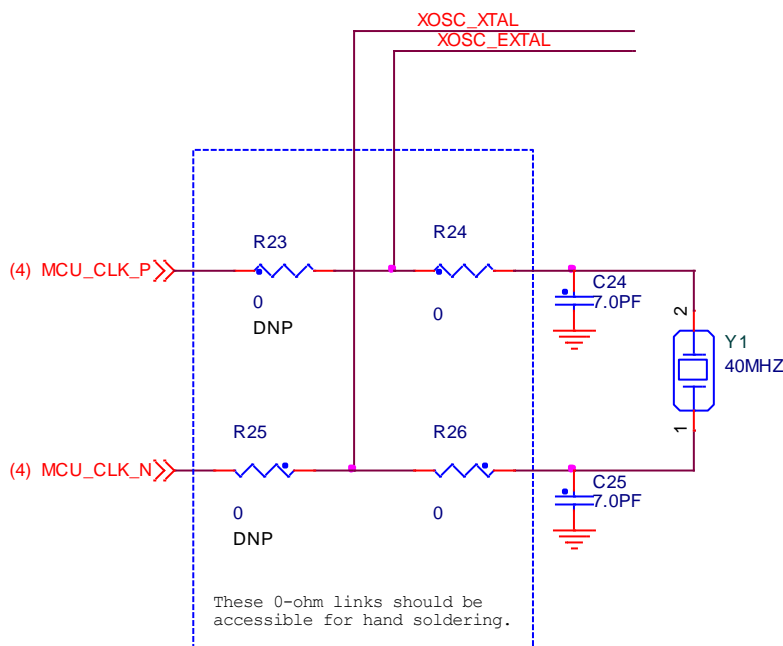 XOSC_XTAL
XOSC_EXTAL
R23
R24
(4) MCU_CLK_P
C24
7.0PF
0
0
DNP
2
Y1
40MHZ
1
R25
R26
(4) MCU_CLK_N
C25
7.0PF
0
0
DNP
These 0-ohm links should be
accessible for hand soldering.